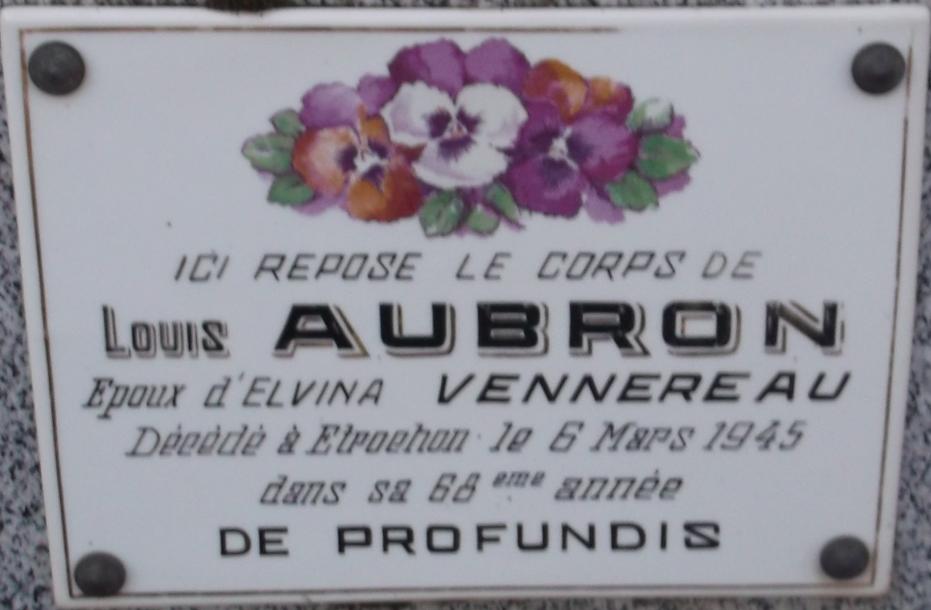 ICI REPOSE LE CORPS DE
LOUIS AUBRON
Epoux d'ELVINA VENNEREAU
Décédé à Etrochon le 6 Mars 1945
dans sa 68 eme année
DE PROFUNDIS